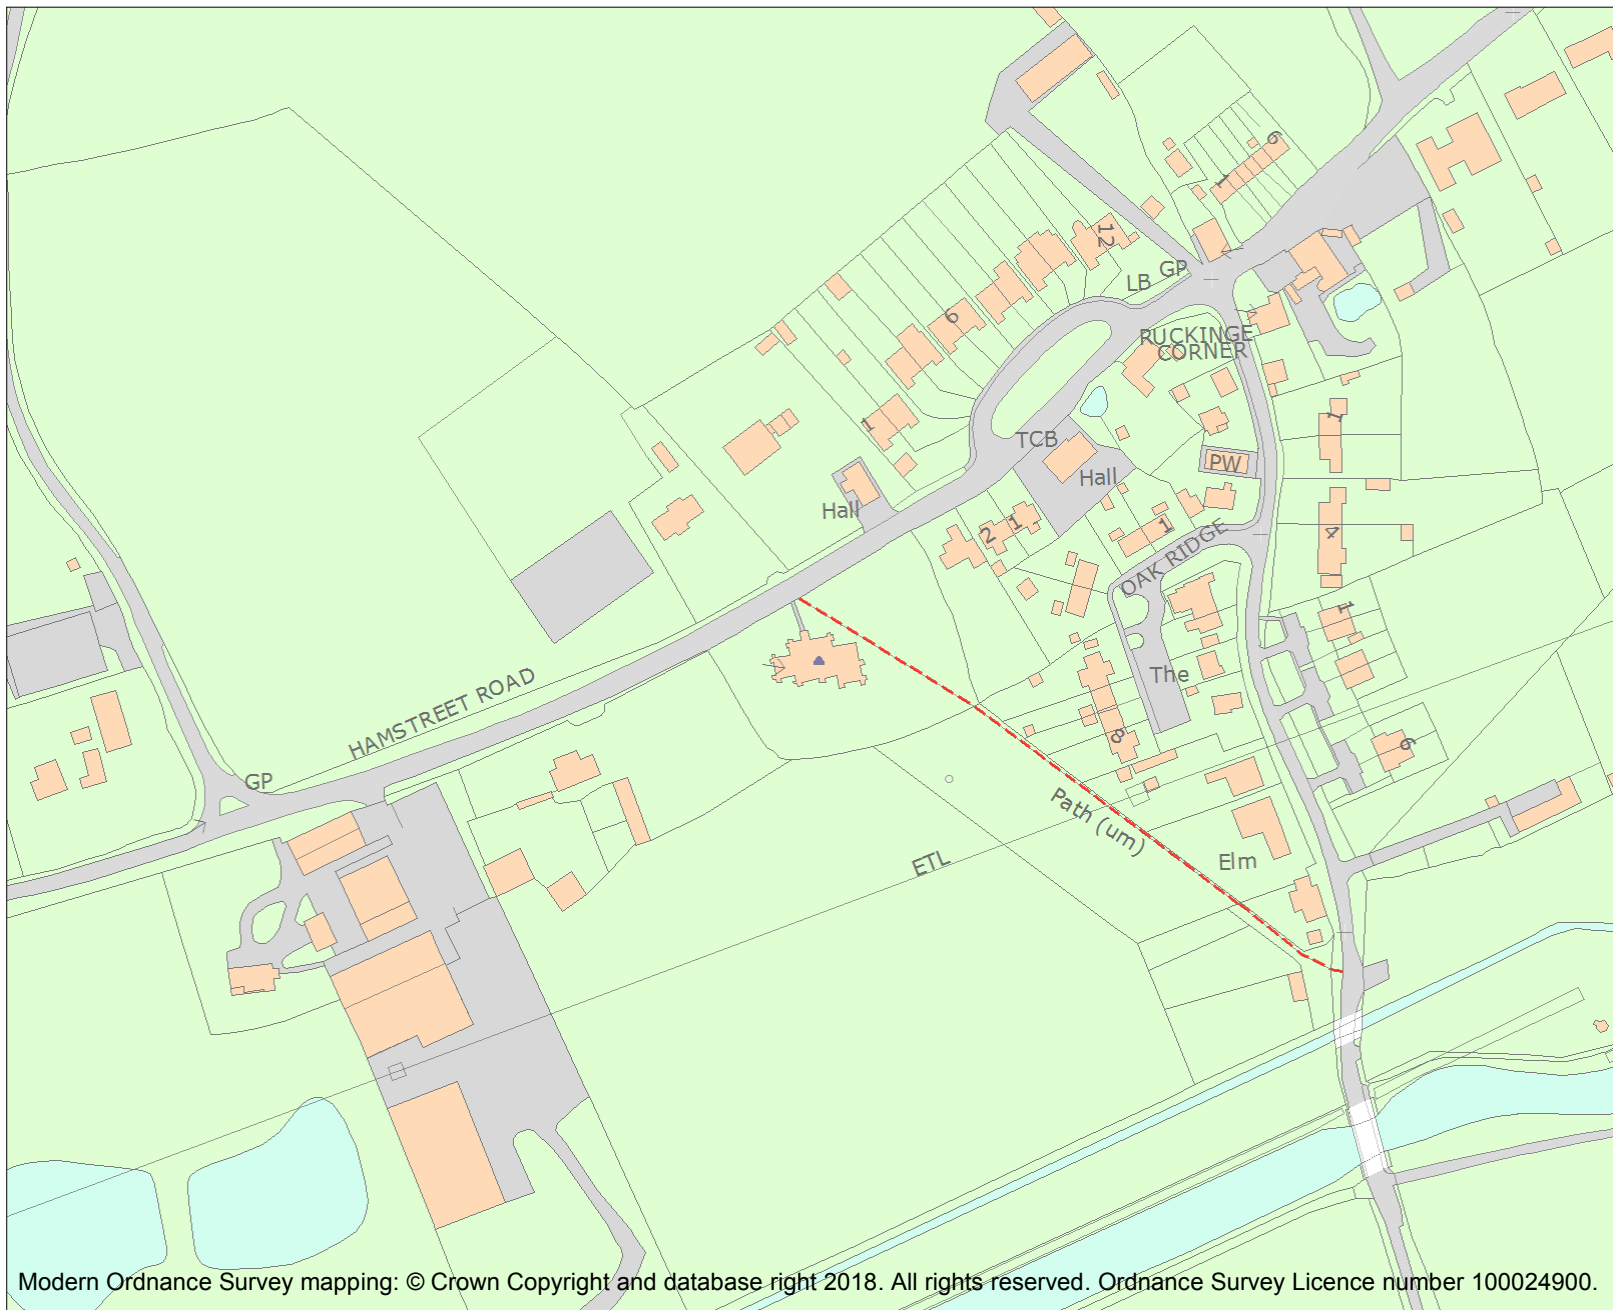 6
1
12
GP
LB
RUCKINGE
CORNER
6
1
1
TCB
PW
Hall
Hall
1
2
1
4
OAK RIDGE
1
The
HAMSTREET ROAD
8
6
GP
Path (um)
ETL
Elm
Modern Ordnance Survey mapping: © Crown Copyright and database right 2018. All rights reserved. Ordnance Survey Licence number 100024900.